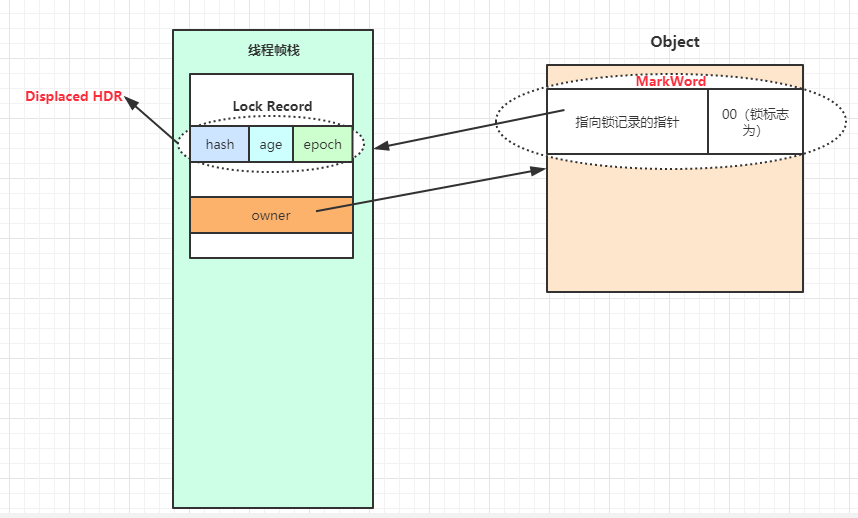 线程帧栈
Displaced HDR
Lock Record
hash
age
epoch
owner
Object
MarkWord
指向锁记录的指针
00（锁标志
为）